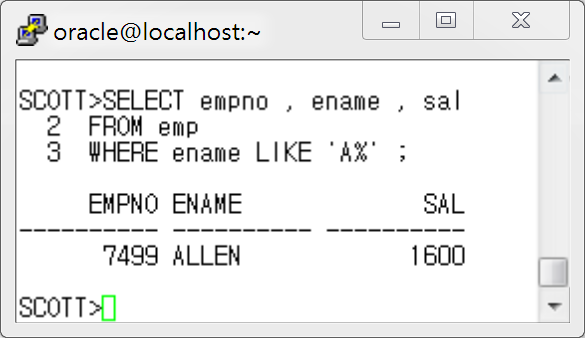 oracle@localhost:~
SCOTT>SELECT empno , ename , sal
2 FROM emp
3 WHERE ename LIKE 'A%' ;
EMPNO ENAME SAL
---------- ---------- ----------
7499 ALLEN 1600
SCOTT>